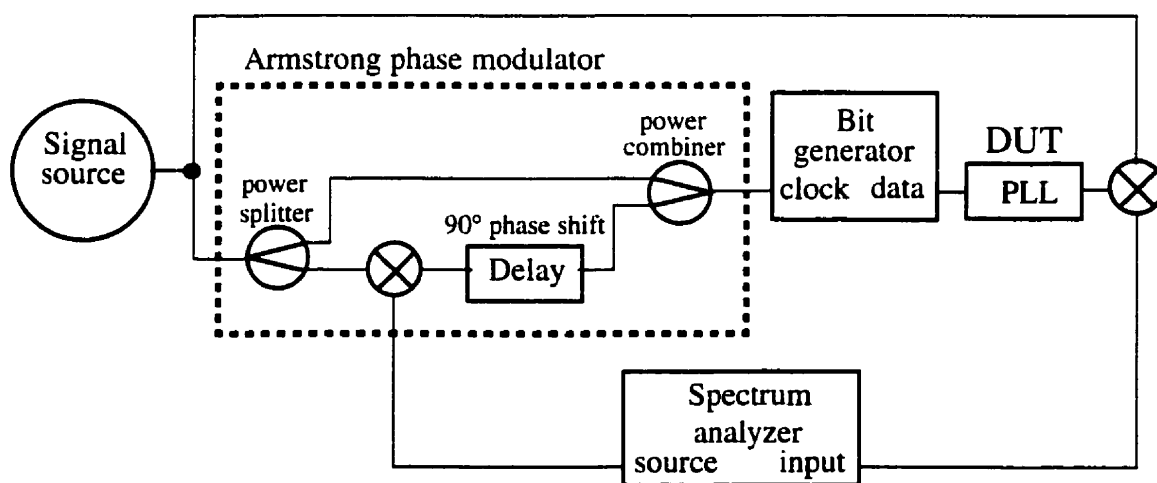 Armstrong phase modulator
Signal
source
power
splitter
90° phase shift
Delay
power
combiner
Bit
generator
clock data
DUT
PLL
Spectrum
analyzer
source input